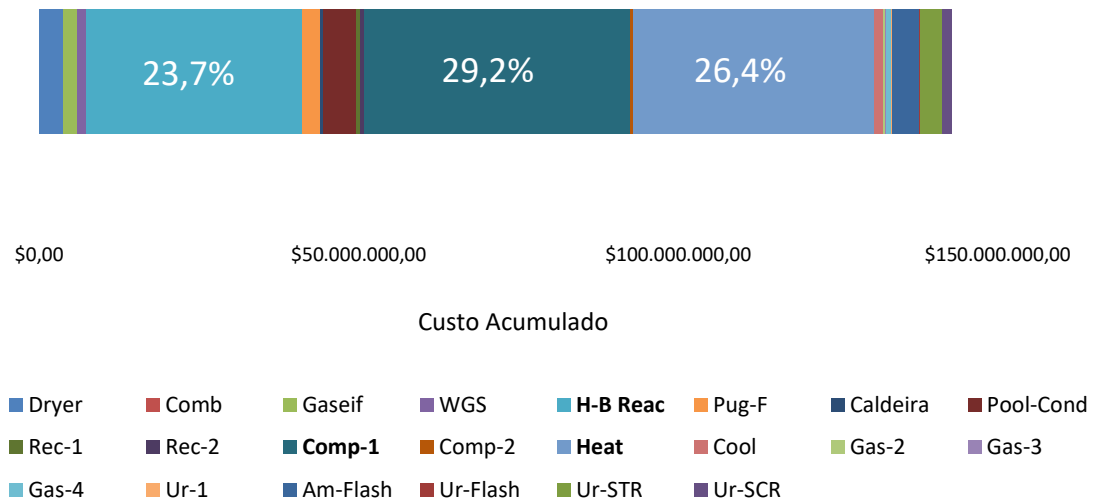 23,7% 29,2% 26,4%
$0,00 $50.000.000,00 $100.000.000,00 $150.000.000,00
Custo Acumulado
Dryer Comb Gaseif WGS H-B Reac Pug-F Caldeira Pool-Cond
Rec-1 Rec-2 Comp-1 Comp-2 Heat Cool Gas-2 Gas-3
Gas-4 Ur-1 Am-Flash Ur-Flash Ur-STR Ur-SCR